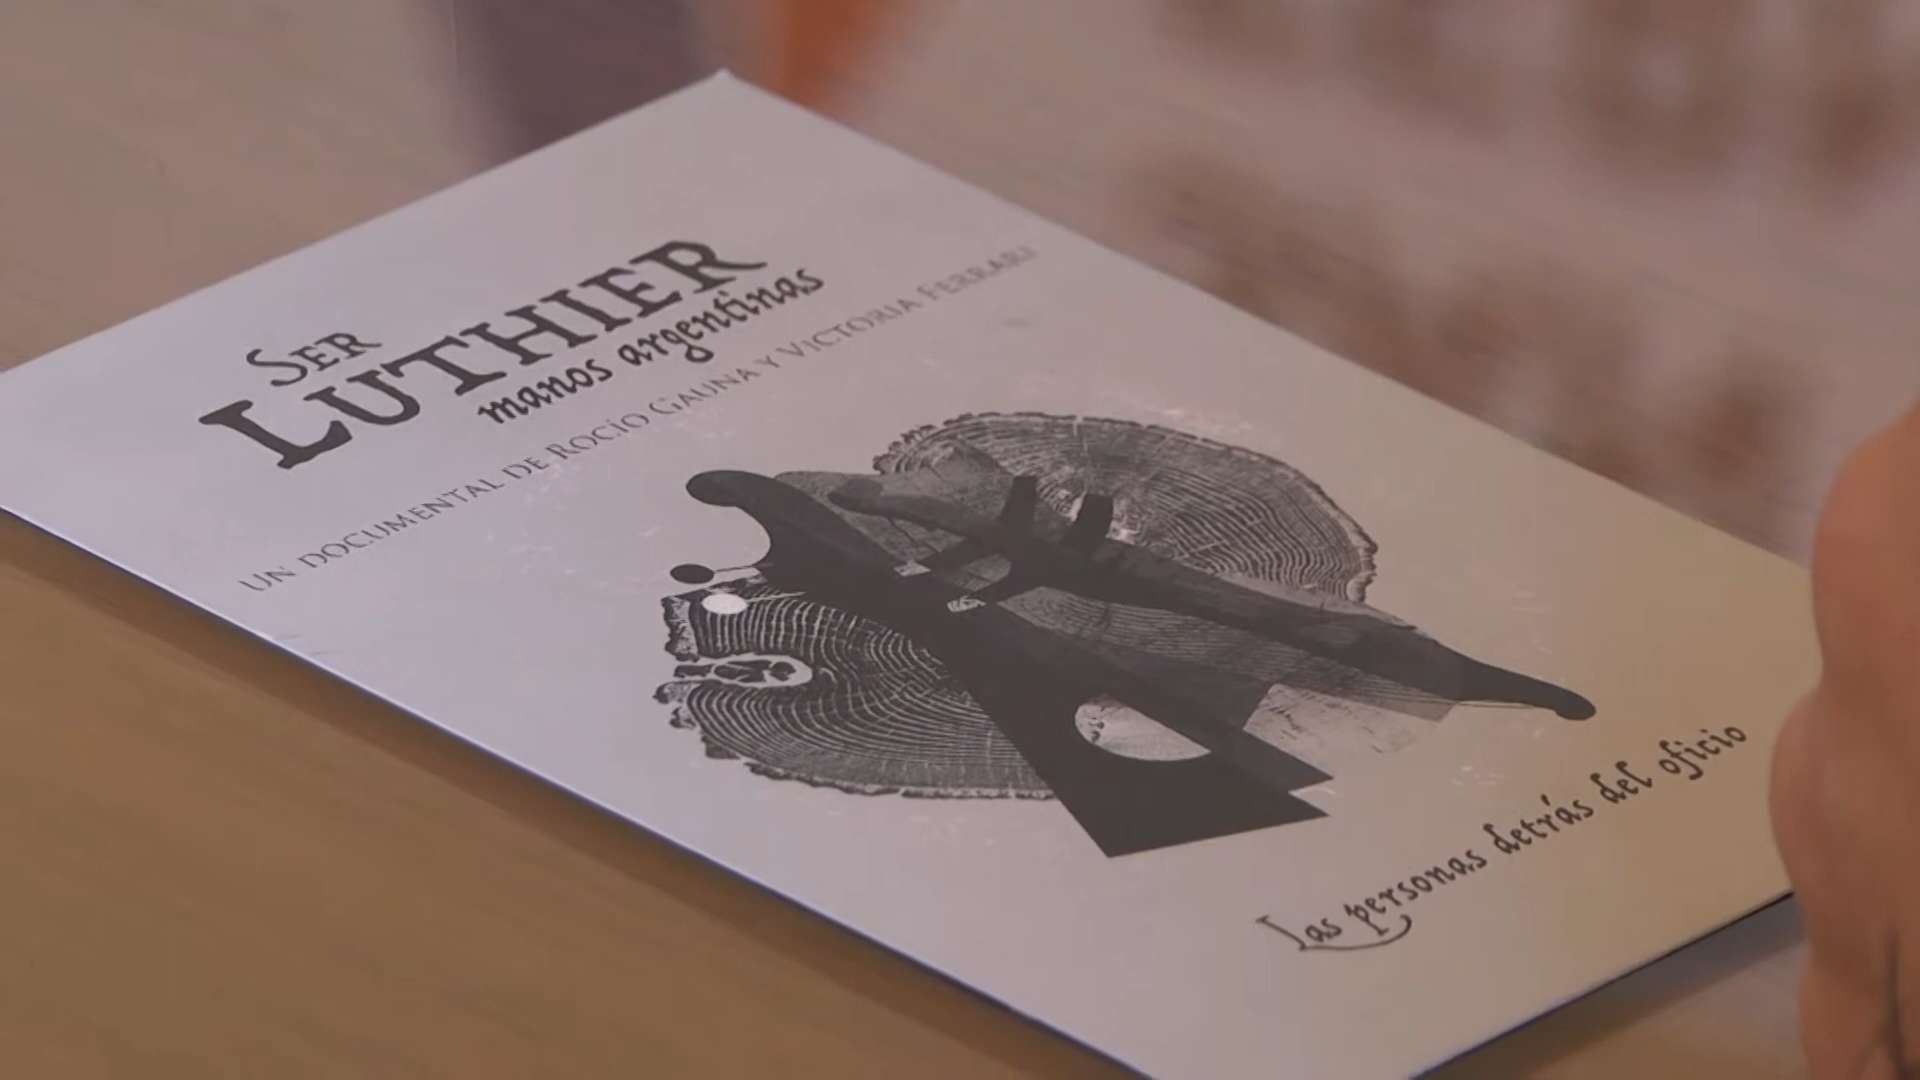 SER
LUTHIER
manos argentinas
UN DOCUMENTAL DE ROCÍO GAUNA Y VICTORIA FERRARI
Las personas detrás del oficio